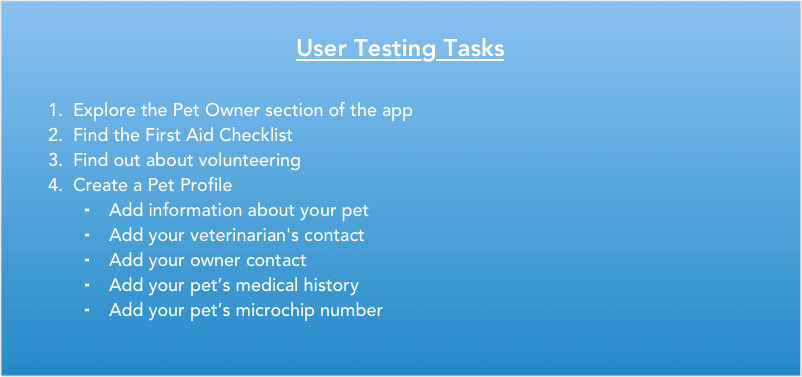 User Testing Tasks
1. Explore the Pet Owner section of the app
2. Find the First Aid Checklist
3. Find out about volunteering
4. Create a Pet Profile
▪ Add information about your pet
▪ Add your veterinarian's contact
▪ Add your owner contact
▪ Add your pet’s medical history
▪ Add your pet’s microchip number